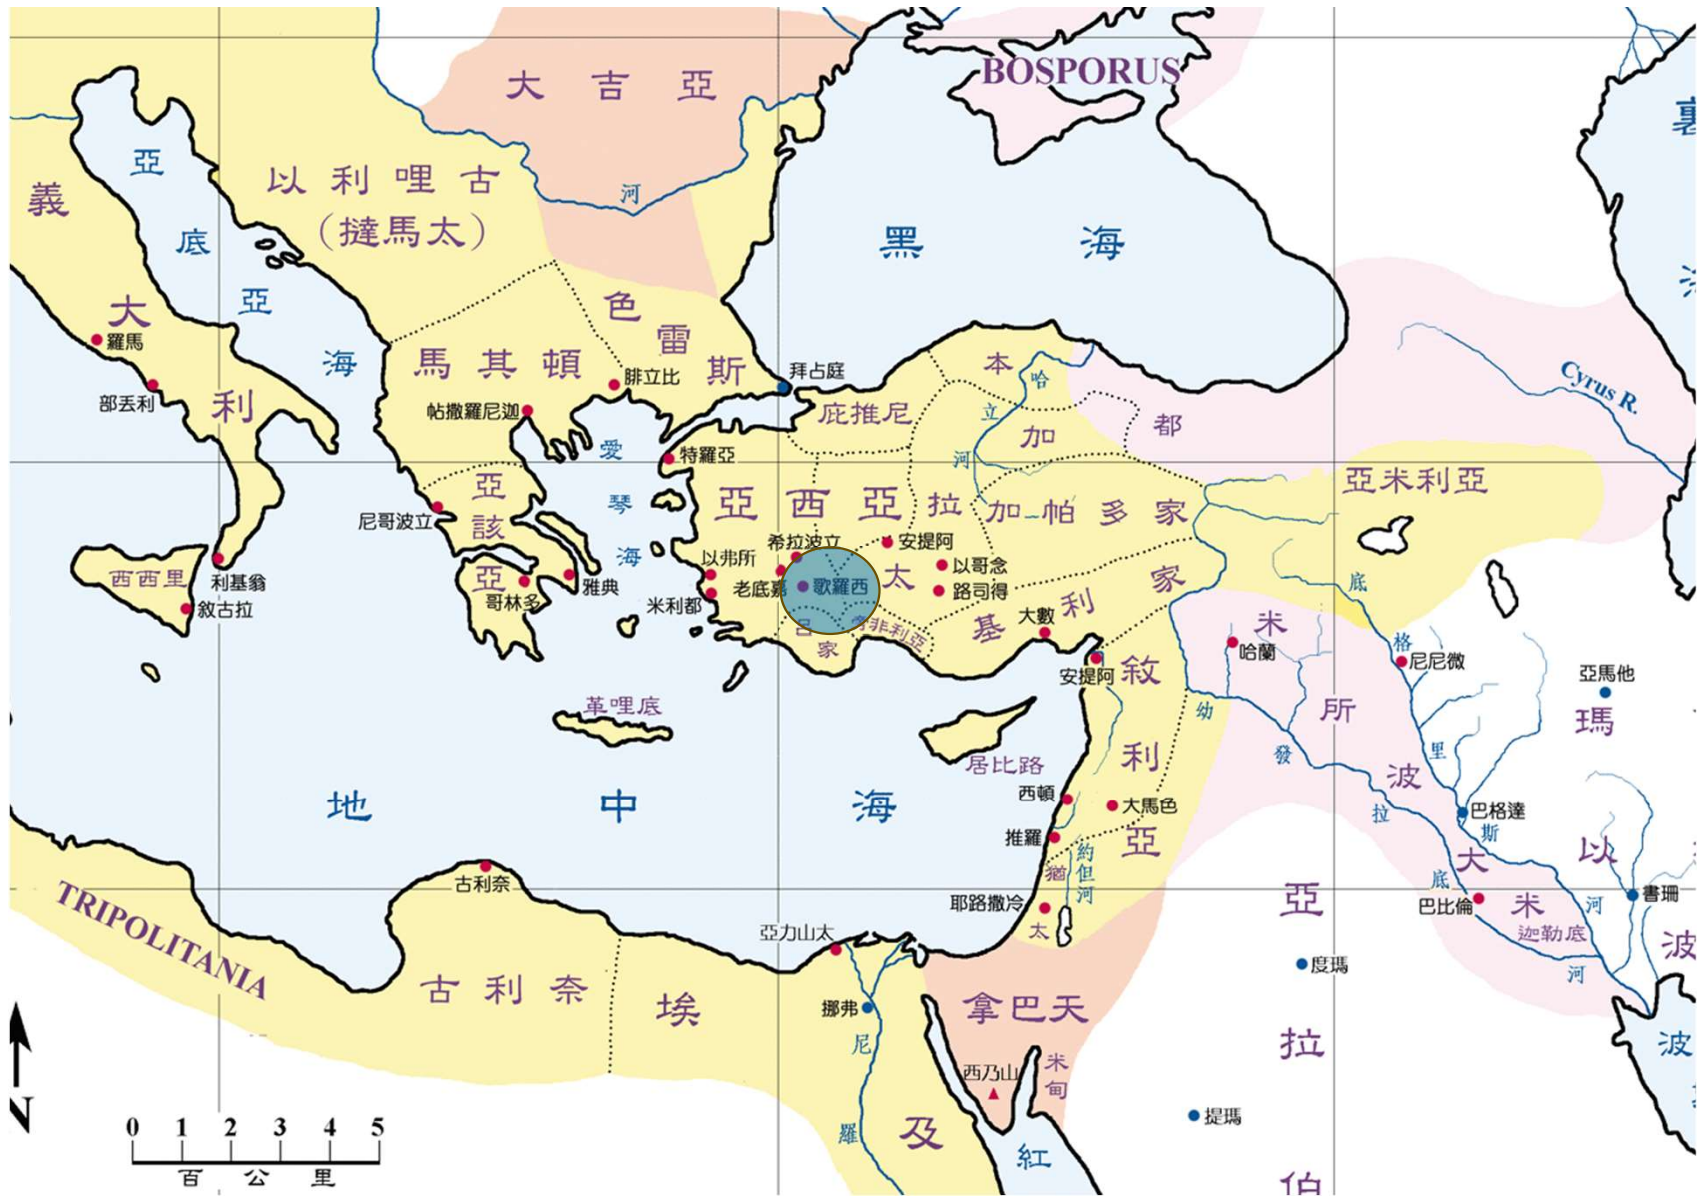 大吉亞
BOSPORUS
裏
亞底亞海
河
以利哩古
(撻馬太)
義大利
黑海
色雷斯
羅馬
部丟利
馬其頓
腓立比
帖撒羅尼迦
拜占庭
庇推尼
本
都
加
哈立河
Cyrus R.
愛琴海
特羅亞
亞該亞
亞西亞
加拉太
帕多家
加
亞米利亞
尼哥波立
西西里
利基翁
敘古拉
哥林多
雅典
以弗所
米利都
希拉波立
老底嘉
歌羅西
安提阿
以哥念
路司得
呂家
非利亞
基利家
大數
安提阿
敘利亞
底格里斯河
米所波大米
哈蘭
尼尼微
亞馬他
瑪
以
波
幼發拉底河
革哩底
居比路
地中海
西頓
大馬色
推羅
約但河
猶太
耶路撒冷
巴格達
巴比倫
書珊
迦勒底
TRIPOLITANIA
古利奈
古利奈
亞力山太
埃及
挪弗
尼羅
拿巴天
西乃山
米甸
紅
亞拉伯
度瑪
提瑪
波
N
0 1 2 3 4 5
百公里